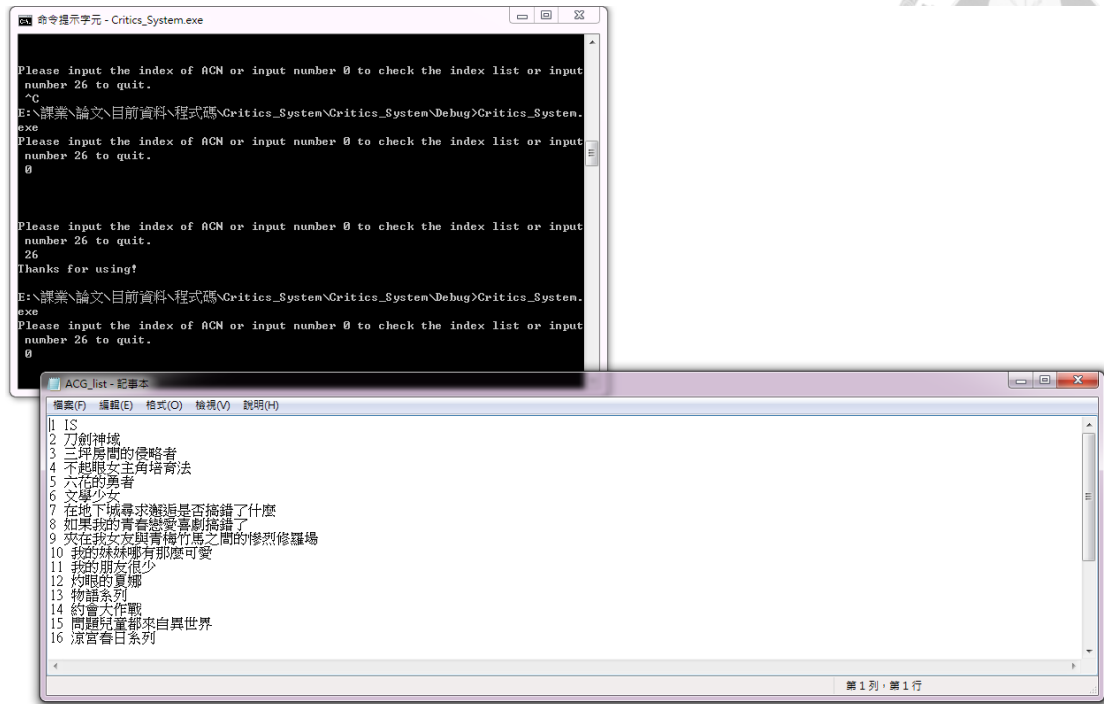 命令提示字元 - Critics_System.exe
Please input the index of ACN or input number 0 to check the index list or input
number 26 to quit.
^C
E:\課業\論文\目前資料\程式碼\Critics_System\Critics_System\Debug>Critics_System.
exe
Please input the index of ACN or input number 0 to check the index list or input
number 26 to quit.
0
Please input the index of ACN or input number 0 to check the index list or input
number 26 to quit.
26
Thanks for using!
E:\課業\論文\目前資料\程式碼\Critics_System\Critics_System\Debug>Critics_System.
exe
Please input the index of ACN or input number 0 to check the index list or input
number 26 to quit.
0
ACG_list - 記事本
檔案(F) 編輯(E) 格式(O) 檢視(V) 說明(H)
1 IS
2 刀劍神域
3 三坪房間的侵略者
4 不起眼女主角培育法
5 六花的勇者
6 文學少女
7 在地下城尋求邂逅是否搞錯了什麼
8 如果我的青春戀愛喜劇搞錯了
9 夾在我女友與青梅竹馬之間的慘烈修羅場
10 我的妹妹哪有那麼可愛
11 我的朋友很少
12 灼眼的夏娜
13 物語系列
14 約會大作戰
15 問題兒童都來自異世界
16 涼宮春日系列
第 1 列，第 1 行